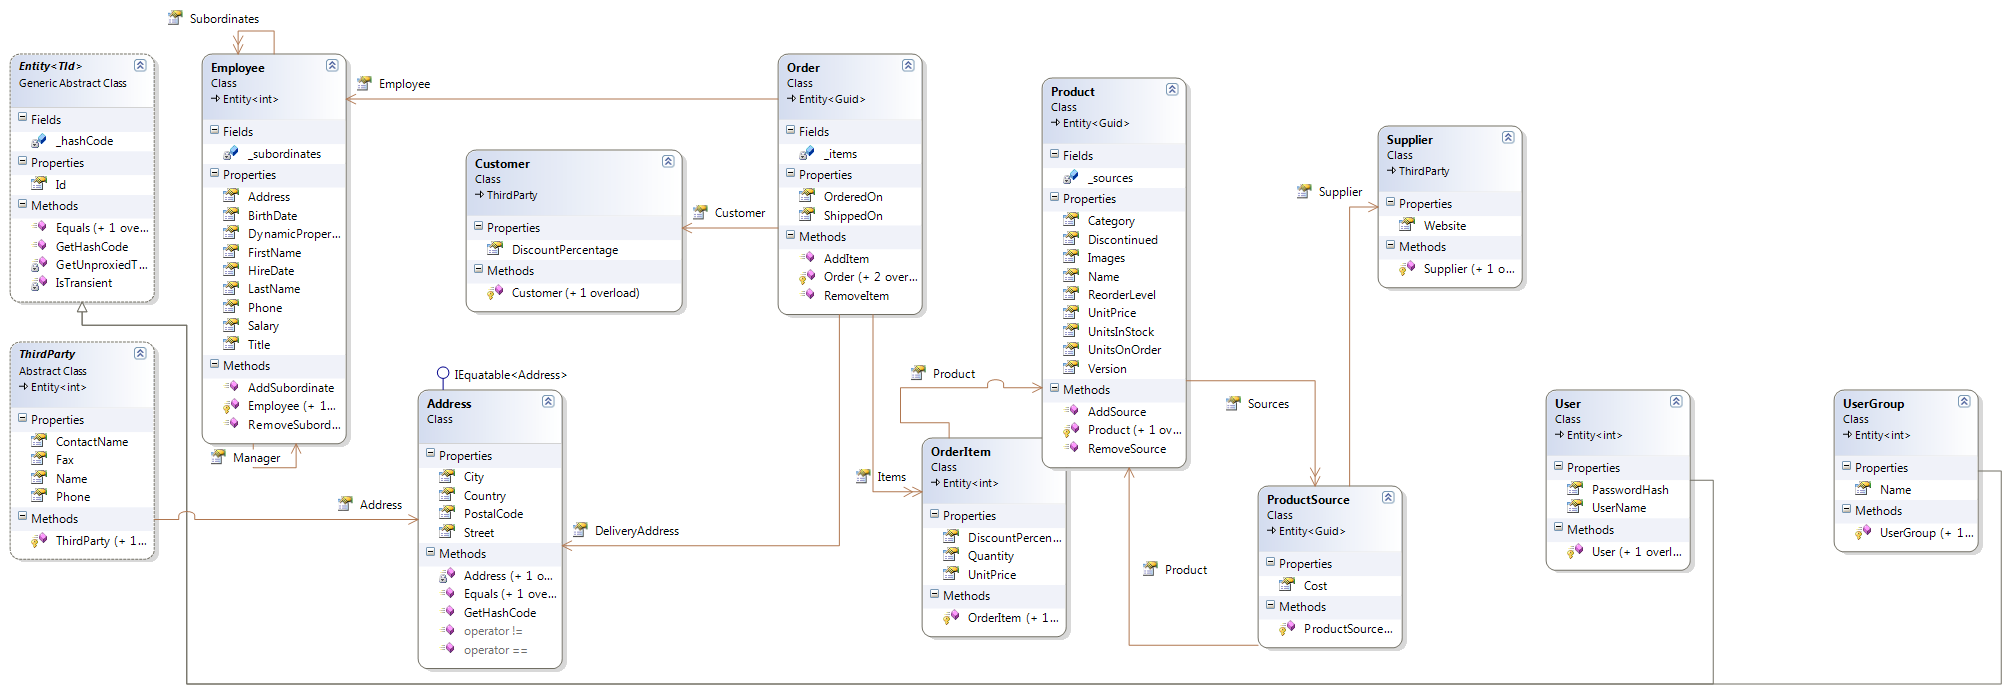 Subordinates
Entity<TId>
Generic Abstract Class
Fields
_hashCode
Properties
Id
Methods
Equals (+ 1 ove...
GetHashCode
GetUnproxiedT...
IsTransient
ThirdParty
Abstract Class
Entity<int>
Properties
ContactName
Fax
Name
Phone
Methods
ThirdParty (+ 1...
Employee
Class
Entity<int>
Fields
_subordinates
Properties
Address
BirthDate
DynamicProper...
FirstName
HireDate
LastName
Phone
Salary
Title
Methods
AddSubordinate
Employee (+ 1...
RemoveSubord...
Manager
Employee
Address
Customer
Class
ThirdParty
Properties
DiscountPercentage
Methods
Customer (+ 1 overload)
Customer
IEquatable<Address>
Address
Class
Properties
City
Country
PostalCode
Street
Methods
Address (+ 1 o...
Equals (+ 1 ove...
GetHashCode
operator !=
operator ==
DeliveryAddress
Order
Class
Entity<Guid>
Fields
_items
Properties
OrderedOn
ShippedOn
Methods
AddItem
Order (+ 2 over...
RemoveItem
Items
Product
OrderItem
Class
Entity<int>
Properties
DiscountPercen...
Quantity
UnitPrice
Methods
OrderItem (+ 1...
Product
Class
Entity<Guid>
Fields
_sources
Properties
Category
Discontinued
Images
Name
ReorderLevel
UnitPrice
UnitsInStock
UnitsOnOrder
Version
Methods
AddSource
Product (+ 1 ov...
RemoveSource
Sources
Product
ProductSource
Class
Entity<Guid>
Properties
Cost
Methods
ProductSource...
Supplier
Supplier
Class
ThirdParty
Properties
Website
Methods
Supplier (+ 1 o...
User
Class
Entity<int>
Properties
PasswordHash
UserName
Methods
User (+ 1 overl...
UserGroup
Class
Entity<int>
Properties
Name
Methods
UserGroup (+ 1...